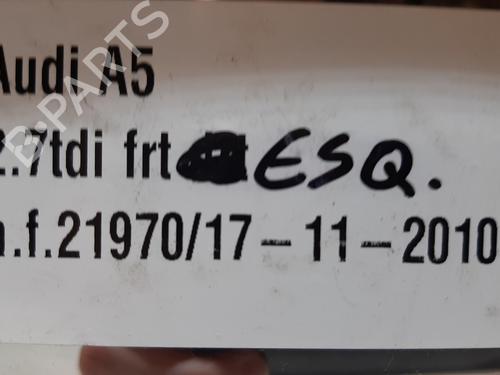 Audi A5
2.7tdi frt ESQ.
n.f.21970/17-11-2010
B-PARTS